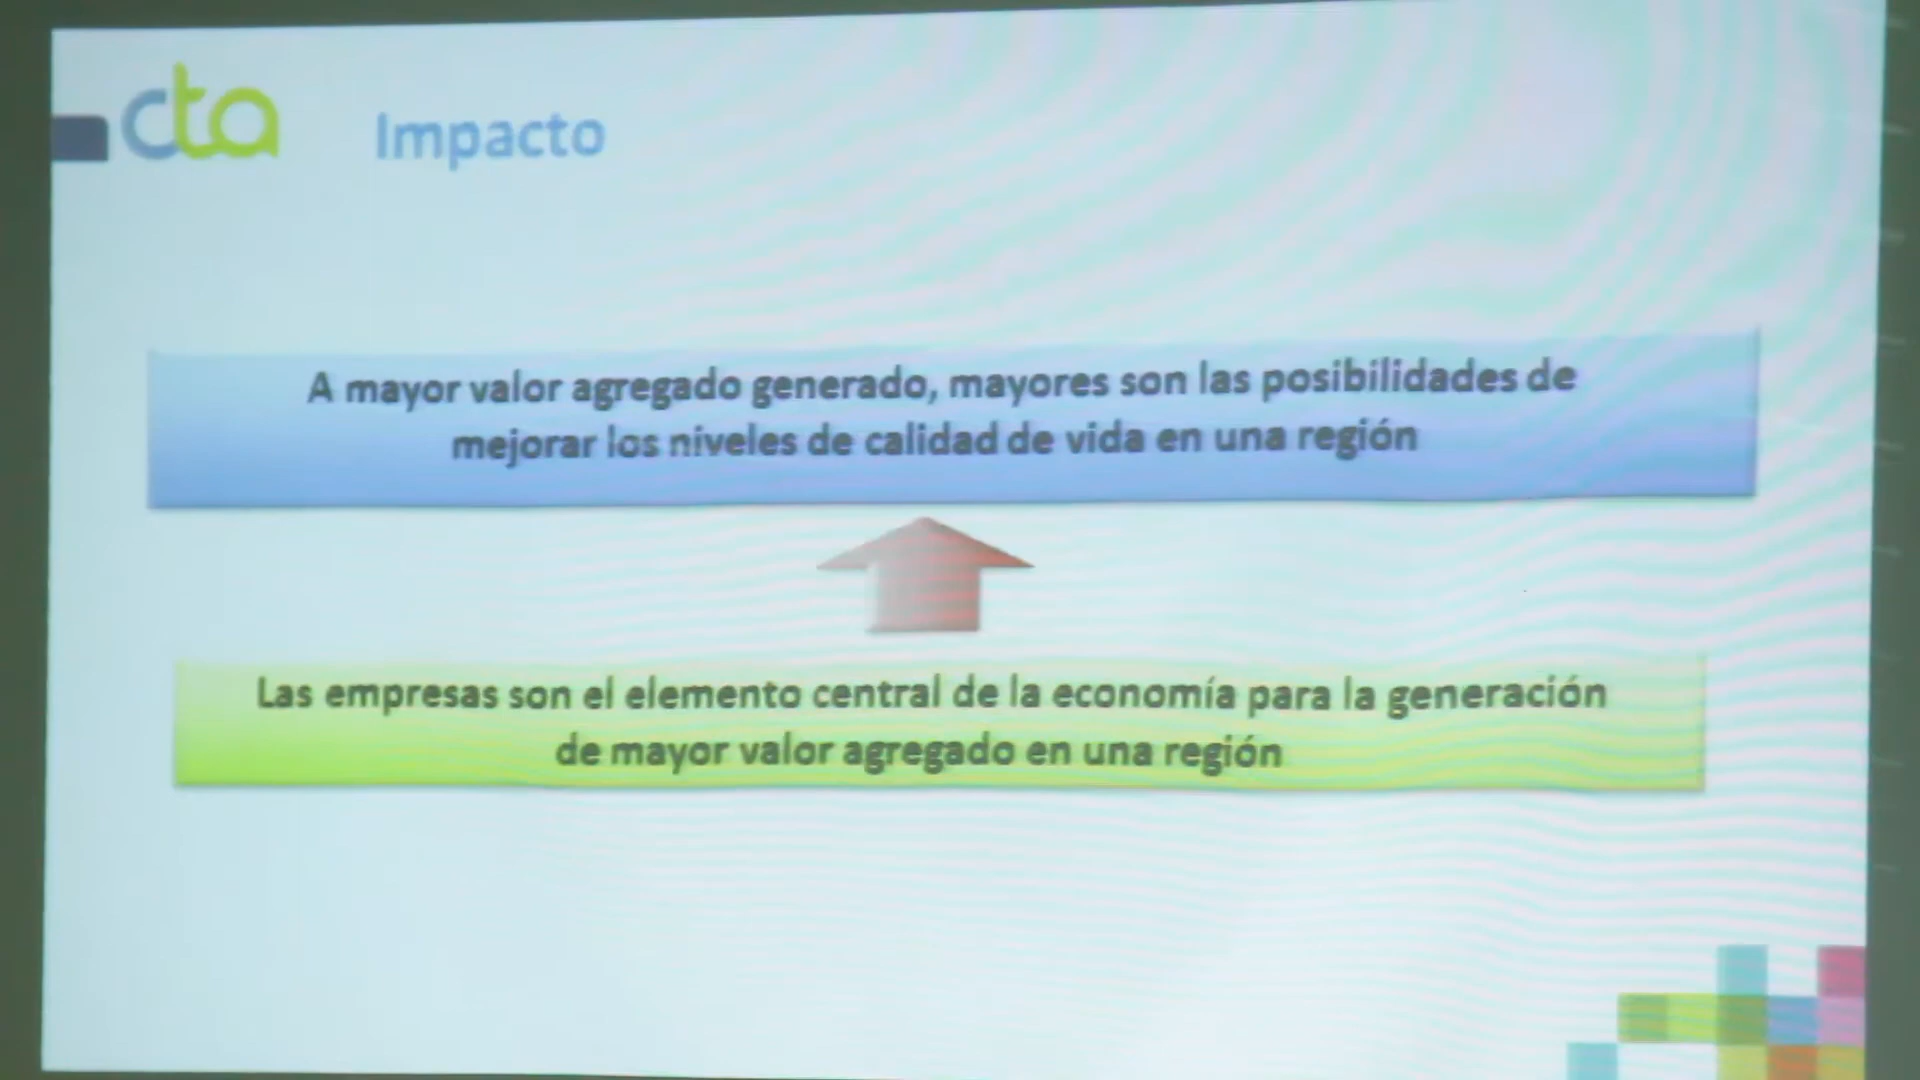 cta
Impacto
A mayor valor agregado generado, mayores son las posibilidades de
mejorar los niveles de calidad de vida en una región
Las empresas son el elemento central de la economía para la generación
de mayor valor agregado en una región